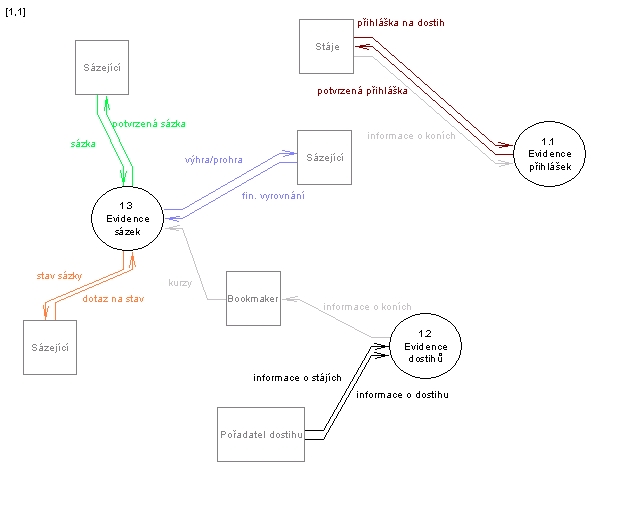 [1,1]
přihláška na dostih
Stáje
Sázející
potvrzená přihláška
potvrzená sázka
informace o koních
sázka
1.1
Evidence
přihlášek
výhra/prohra
Sázející
fin. vyrovnání
1.3
Evidence
sázek
stav sázky
kurzy
dotaz na stav
Bookmaker
informace o koních
1.2
Evidence
dostihů
Sázející
informace o stájích
informace o dostihu
Pořadatel dostihu